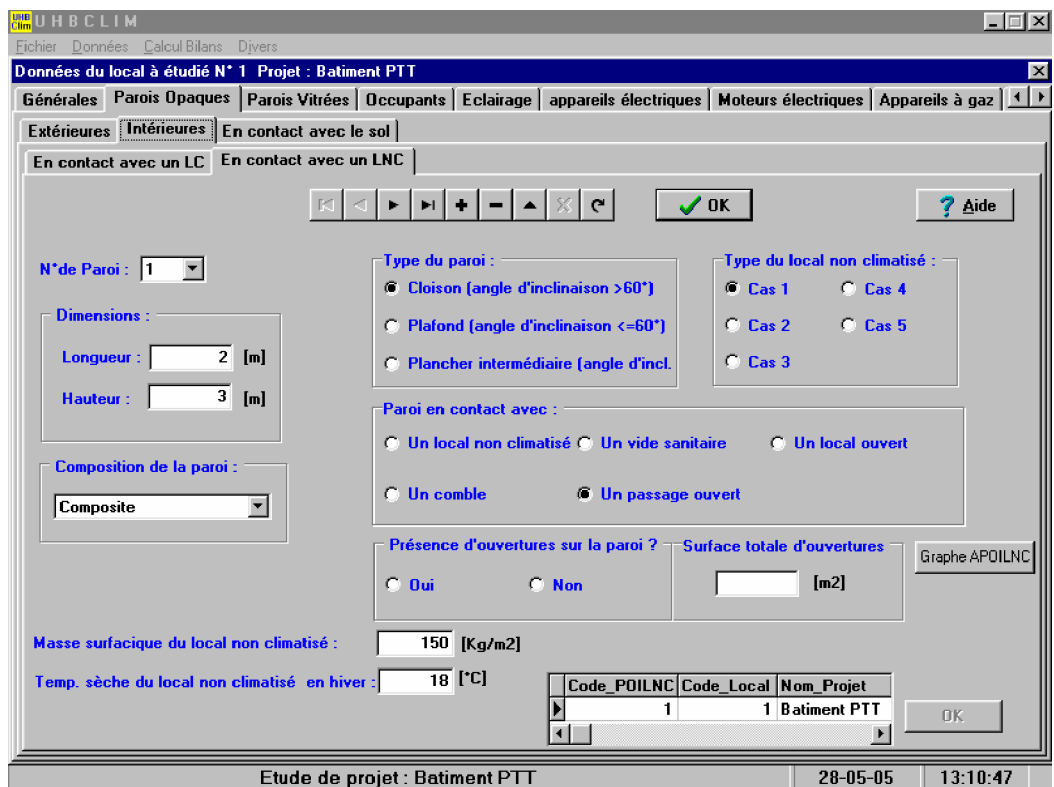 UHB Clim UHBCLIM
Fichier Données Calcul Bilans Divers
Données du local à étudié N° 1 Projet : Batiment PTT
Générales Parois Opaques Parois Vitrées Occupants Eclairage appareils électriques Moteurs électriques Appareils à gaz
Extérieures Intérieures En contact avec le sol
En contact avec un LC En contact avec un LNC
OK Aide
N°de Paroi : 1
Type du paroi :
Cloison (angle d'inclinaison >60°)
Plafond (angle d'inclinaison <=60°)
Plancher intermédiaire (angle d'incl.
Type du local non climatisé :
Cas 1 Cas 4
Cas 2 Cas 5
Cas 3
Dimensions :
Longueur : 2 [m]
Hauteur : 3 [m]
Paroi en contact avec :
Un local non climatisé Un vide sanitaire Un local ouvert
Un comble Un passage ouvert
Composition de la paroi :
Composite
Présence d'ouvertures sur la paroi ?
Oui Non
Surface totale d'ouvertures
[m2]
Graphe APOILNC
Masse surfacique du local non climatisé : 150 [Kg/m2]
Temp. sèche du local non climatisé en hiver : 18 [°C]
Code_POILNC Code_Local Nom_Projet
1 1 Batiment PTT
OK
Etude de projet : Batiment PTT 28-05-05 13:10:47